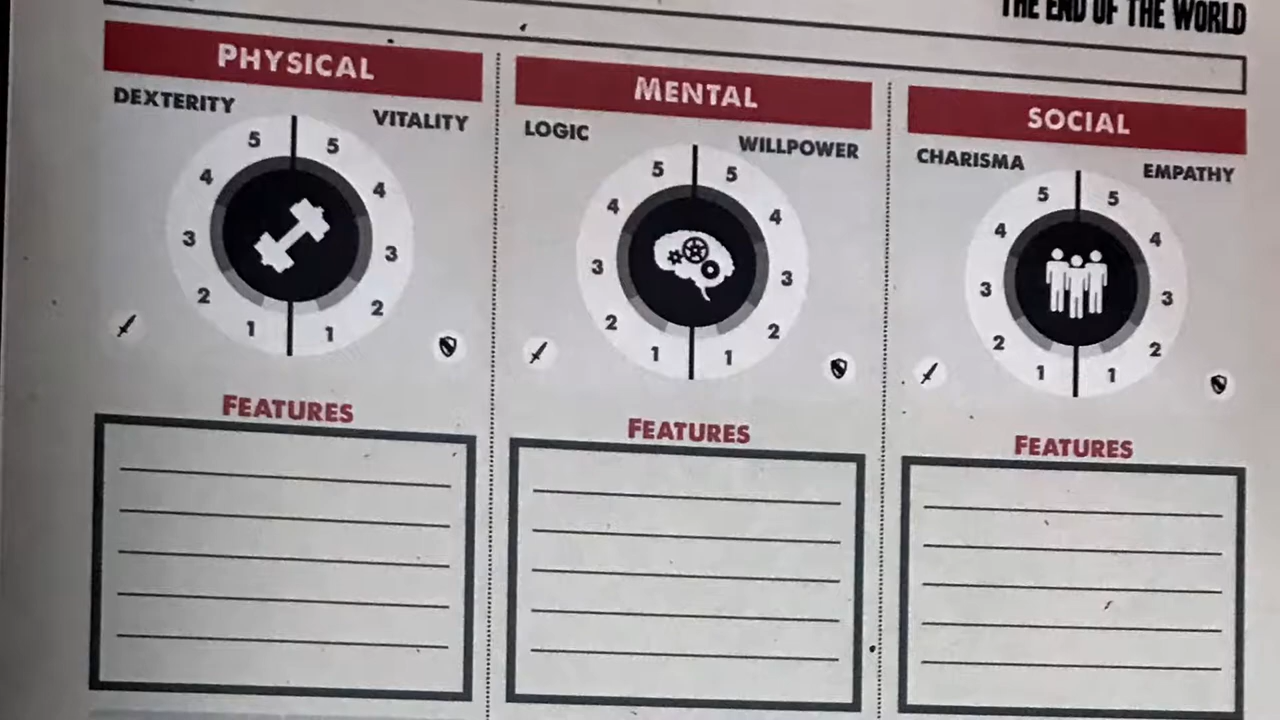 THE END OF THE WORLD
PHYSICAL
DEXTERITY VITALITY
5 5
4 4
3 3
2 2
1 1
FEATURES
MENTAL
LOGIC WILLPOWER
5 5
4 4
3 3
2 2
1 1
FEATURES
SOCIAL
CHARISMA EMPATHY
5 5
4 4
3 3
2 2
1 1
FEATURES